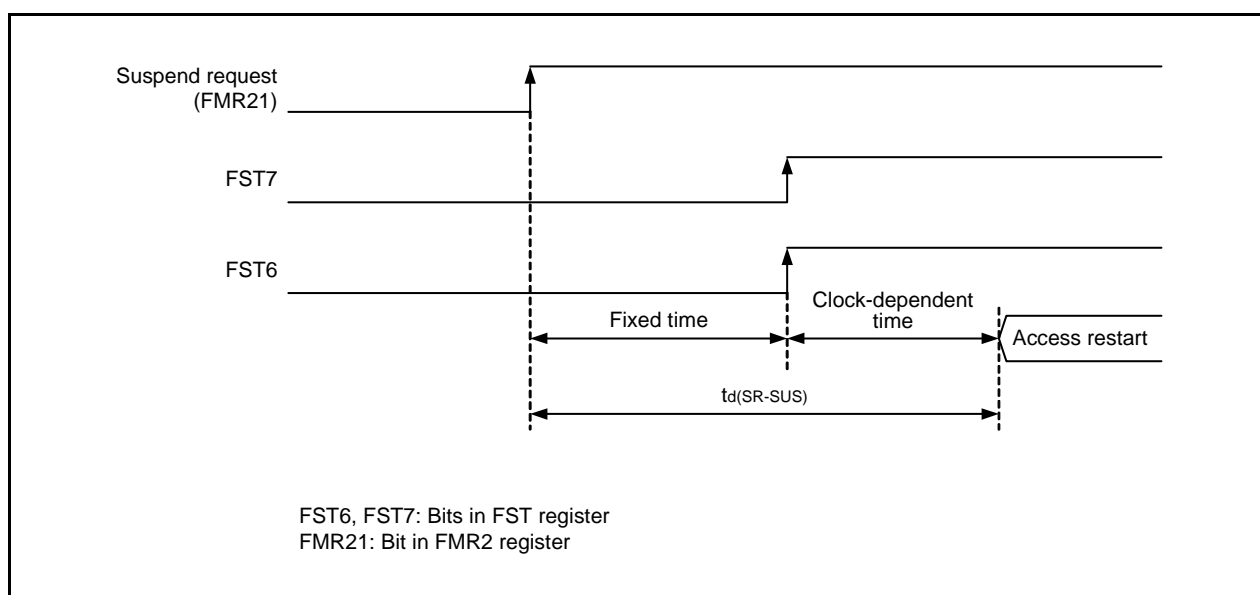 Suspend request
(FMR21)
FST7
FST6
Fixed time
Clock-dependent
time
Access restart
td(SR-SUS)
FST6, FST7: Bits in FST register
FMR21: Bit in FMR2 register